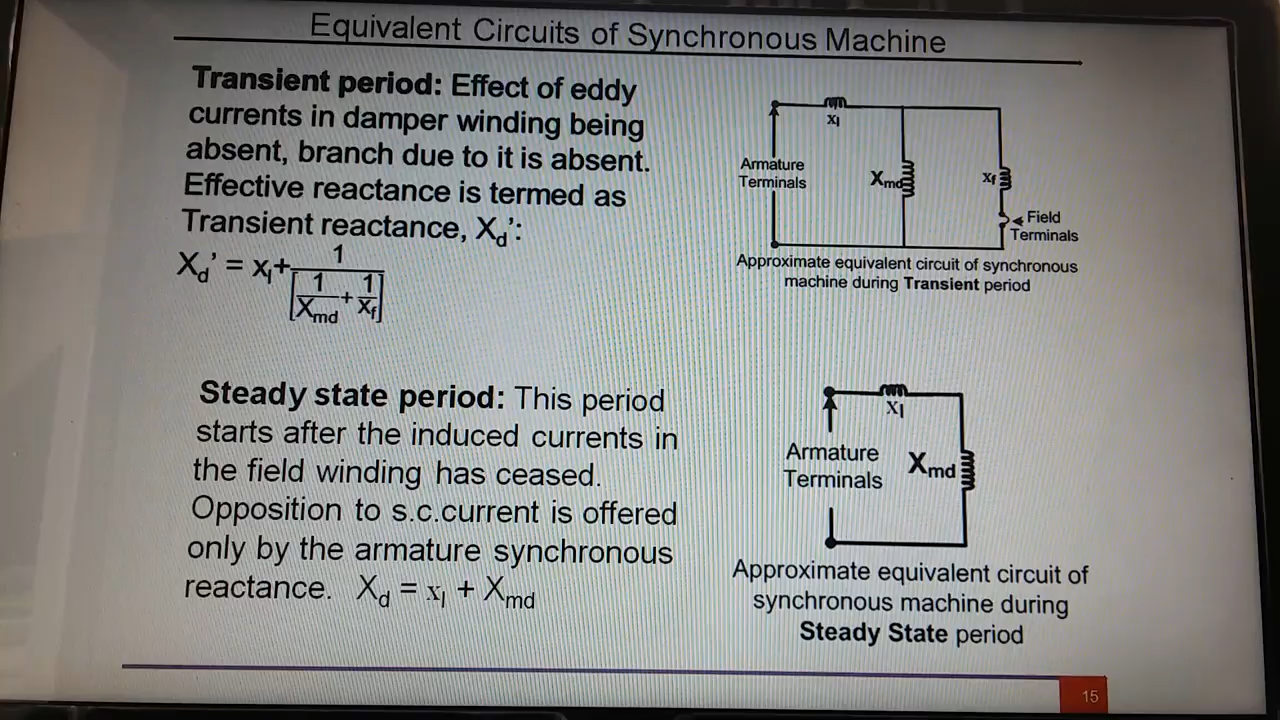 Equivalent Circuits of Synchronous Machine
Transient period: Effect of eddy
currents in damper winding being
absent, branch due to it is absent.
Effective reactance is termed as
Transient reactance, Xd’:
Xd’ = xl+ 1 / [1/Xmd + 1/Xf]
xl
Armature
Terminals
Xmd
xf
Field
Terminals
Approximate equivalent circuit of synchronous
machine during Transient period
Steady state period: This period
starts after the induced currents in
the field winding has ceased.
Opposition to s.c.current is offered
only by the armature synchronous
reactance. Xd = xl + Xmd
xl
Armature
Terminals
Xmd
Approximate equivalent circuit of
synchronous machine during
Steady State period
15